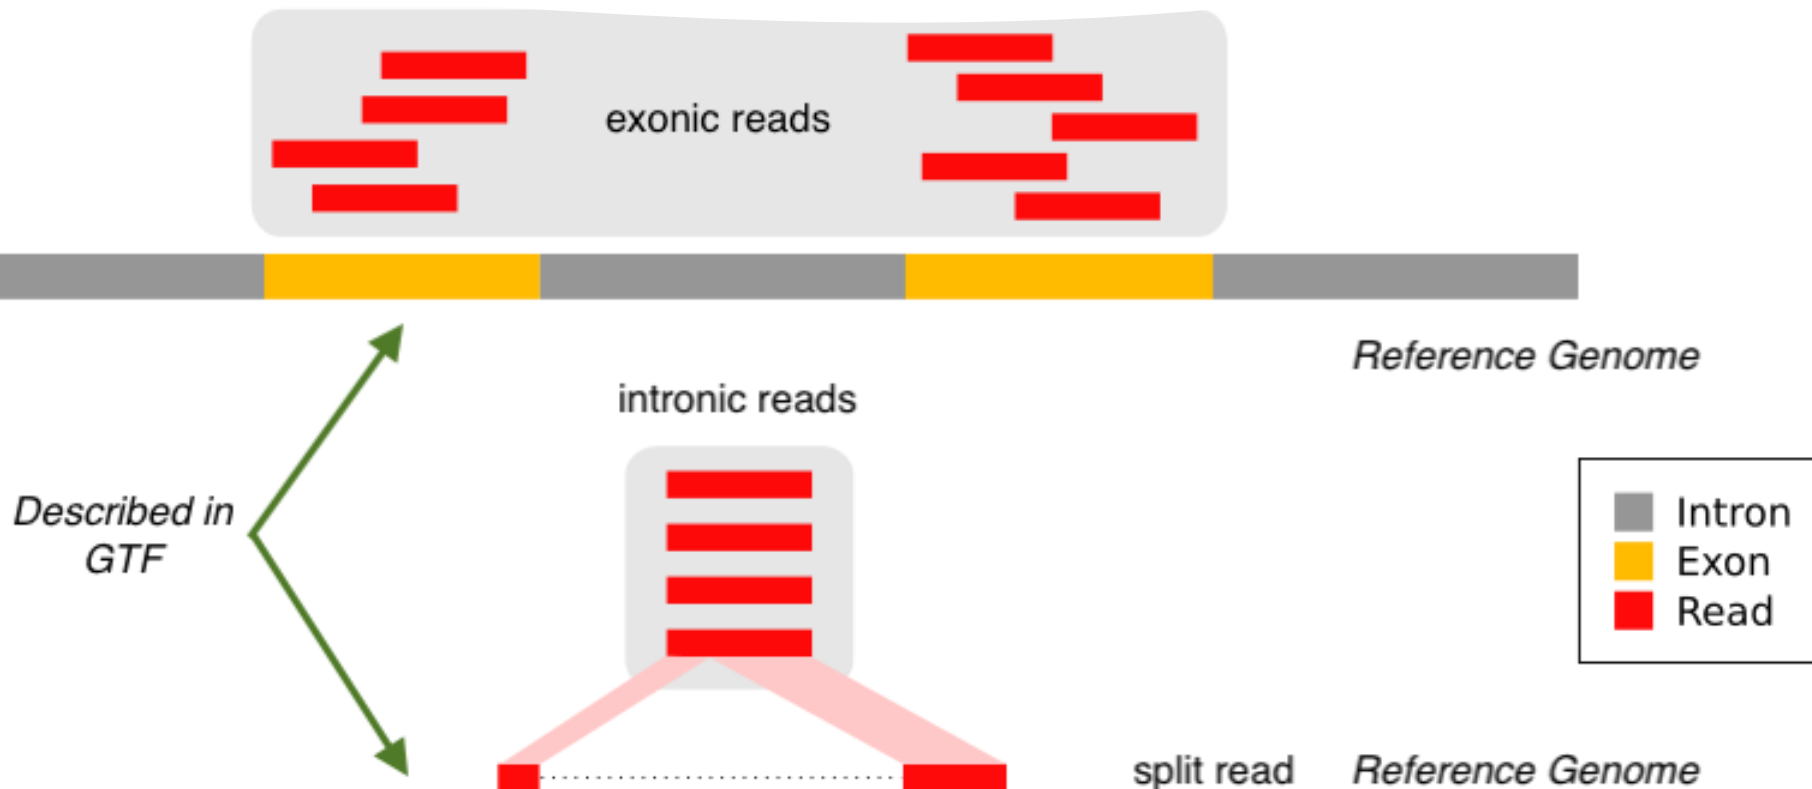 exonic reads
Reference Genome
intronic reads
Described in
GTF
Intron
Exon
Read
split read
Reference Genome